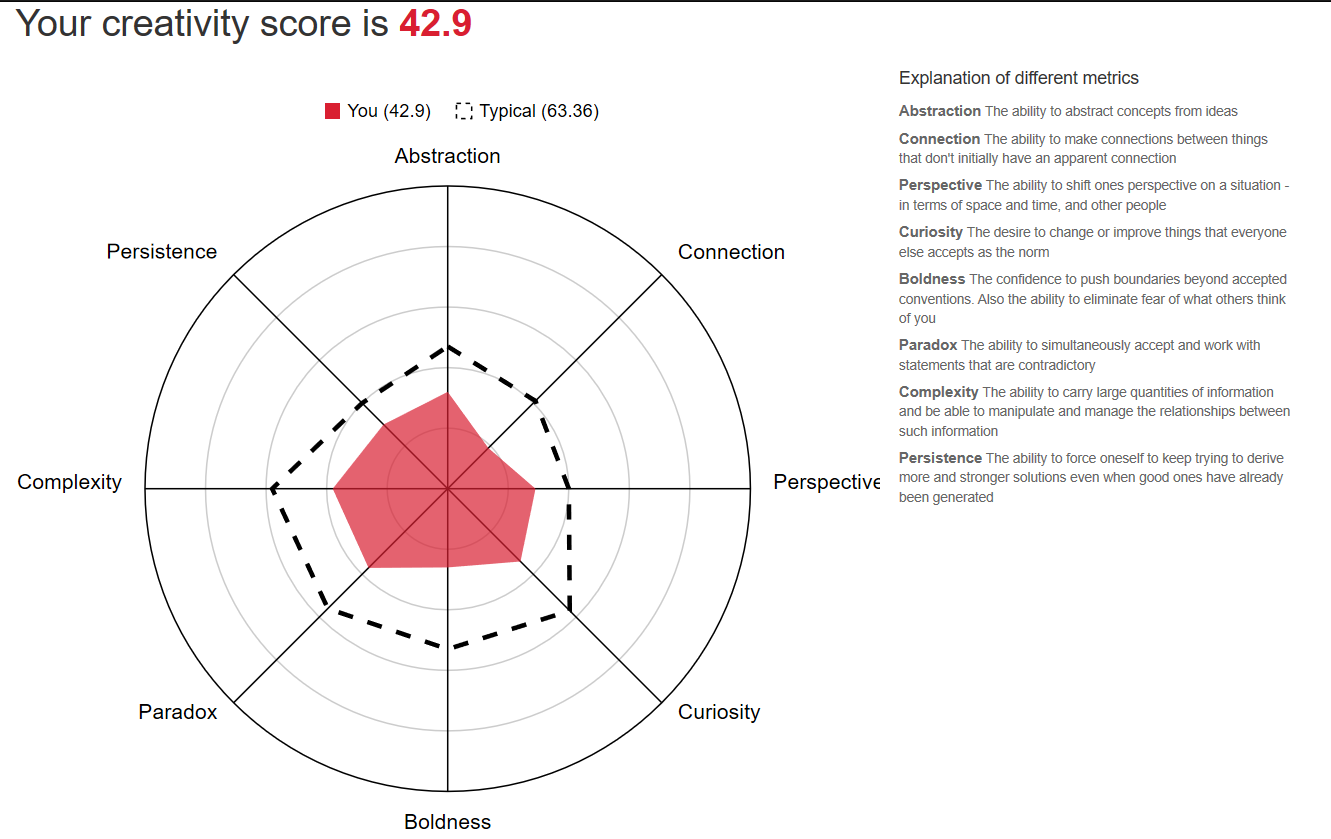 Your creativity score is 42.9
You (42.9) Typical (63.36)
Abstraction
Persistence
Connection
Complexity
Perspective
Paradox
Curiosity
Boldness
Explanation of different metrics
Abstraction The ability to abstract concepts from ideas
Connection The ability to make connections between things
that don't initially have an apparent connection
Perspective The ability to shift ones perspective on a situation -
in terms of space and time, and other people
Curiosity The desire to change or improve things that everyone
else accepts as the norm
Boldness The confidence to push boundaries beyond accepted
conventions. Also the ability to eliminate fear of what others think
of you
Paradox The ability to simultaneously accept and work with
statements that are contradictory
Complexity The ability to carry large quantities of information
and be able to manipulate and manage the relationships between
such information
Persistence The ability to force oneself to keep trying to derive
more and stronger solutions even when good ones have already
been generated